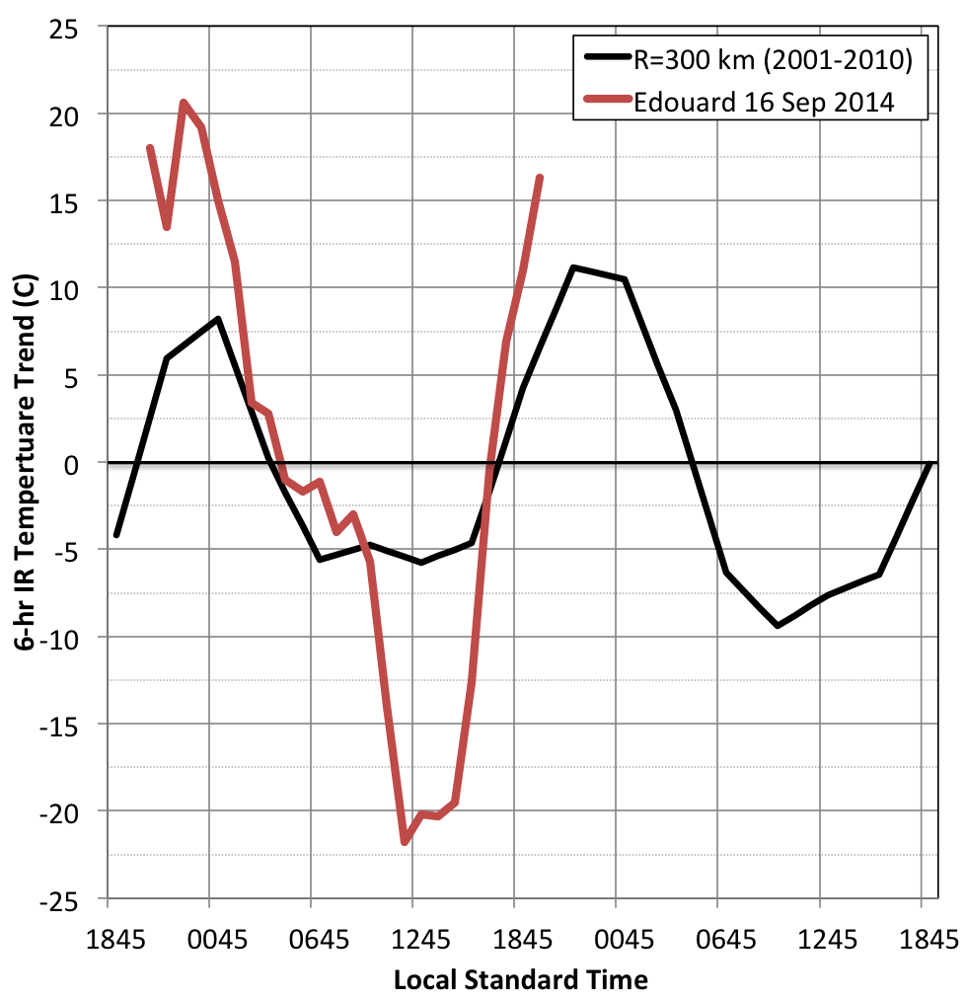 25
20
15
10
5
0
-5
-10
-15
-20
-25
6-hr IR Tempertuare Trend (C)
R=300 km (2001-2010)
Edouard 16 Sep 2014
1845 0045 0645 1245 1845 0045 0645 1245 1845
Local Standard Time